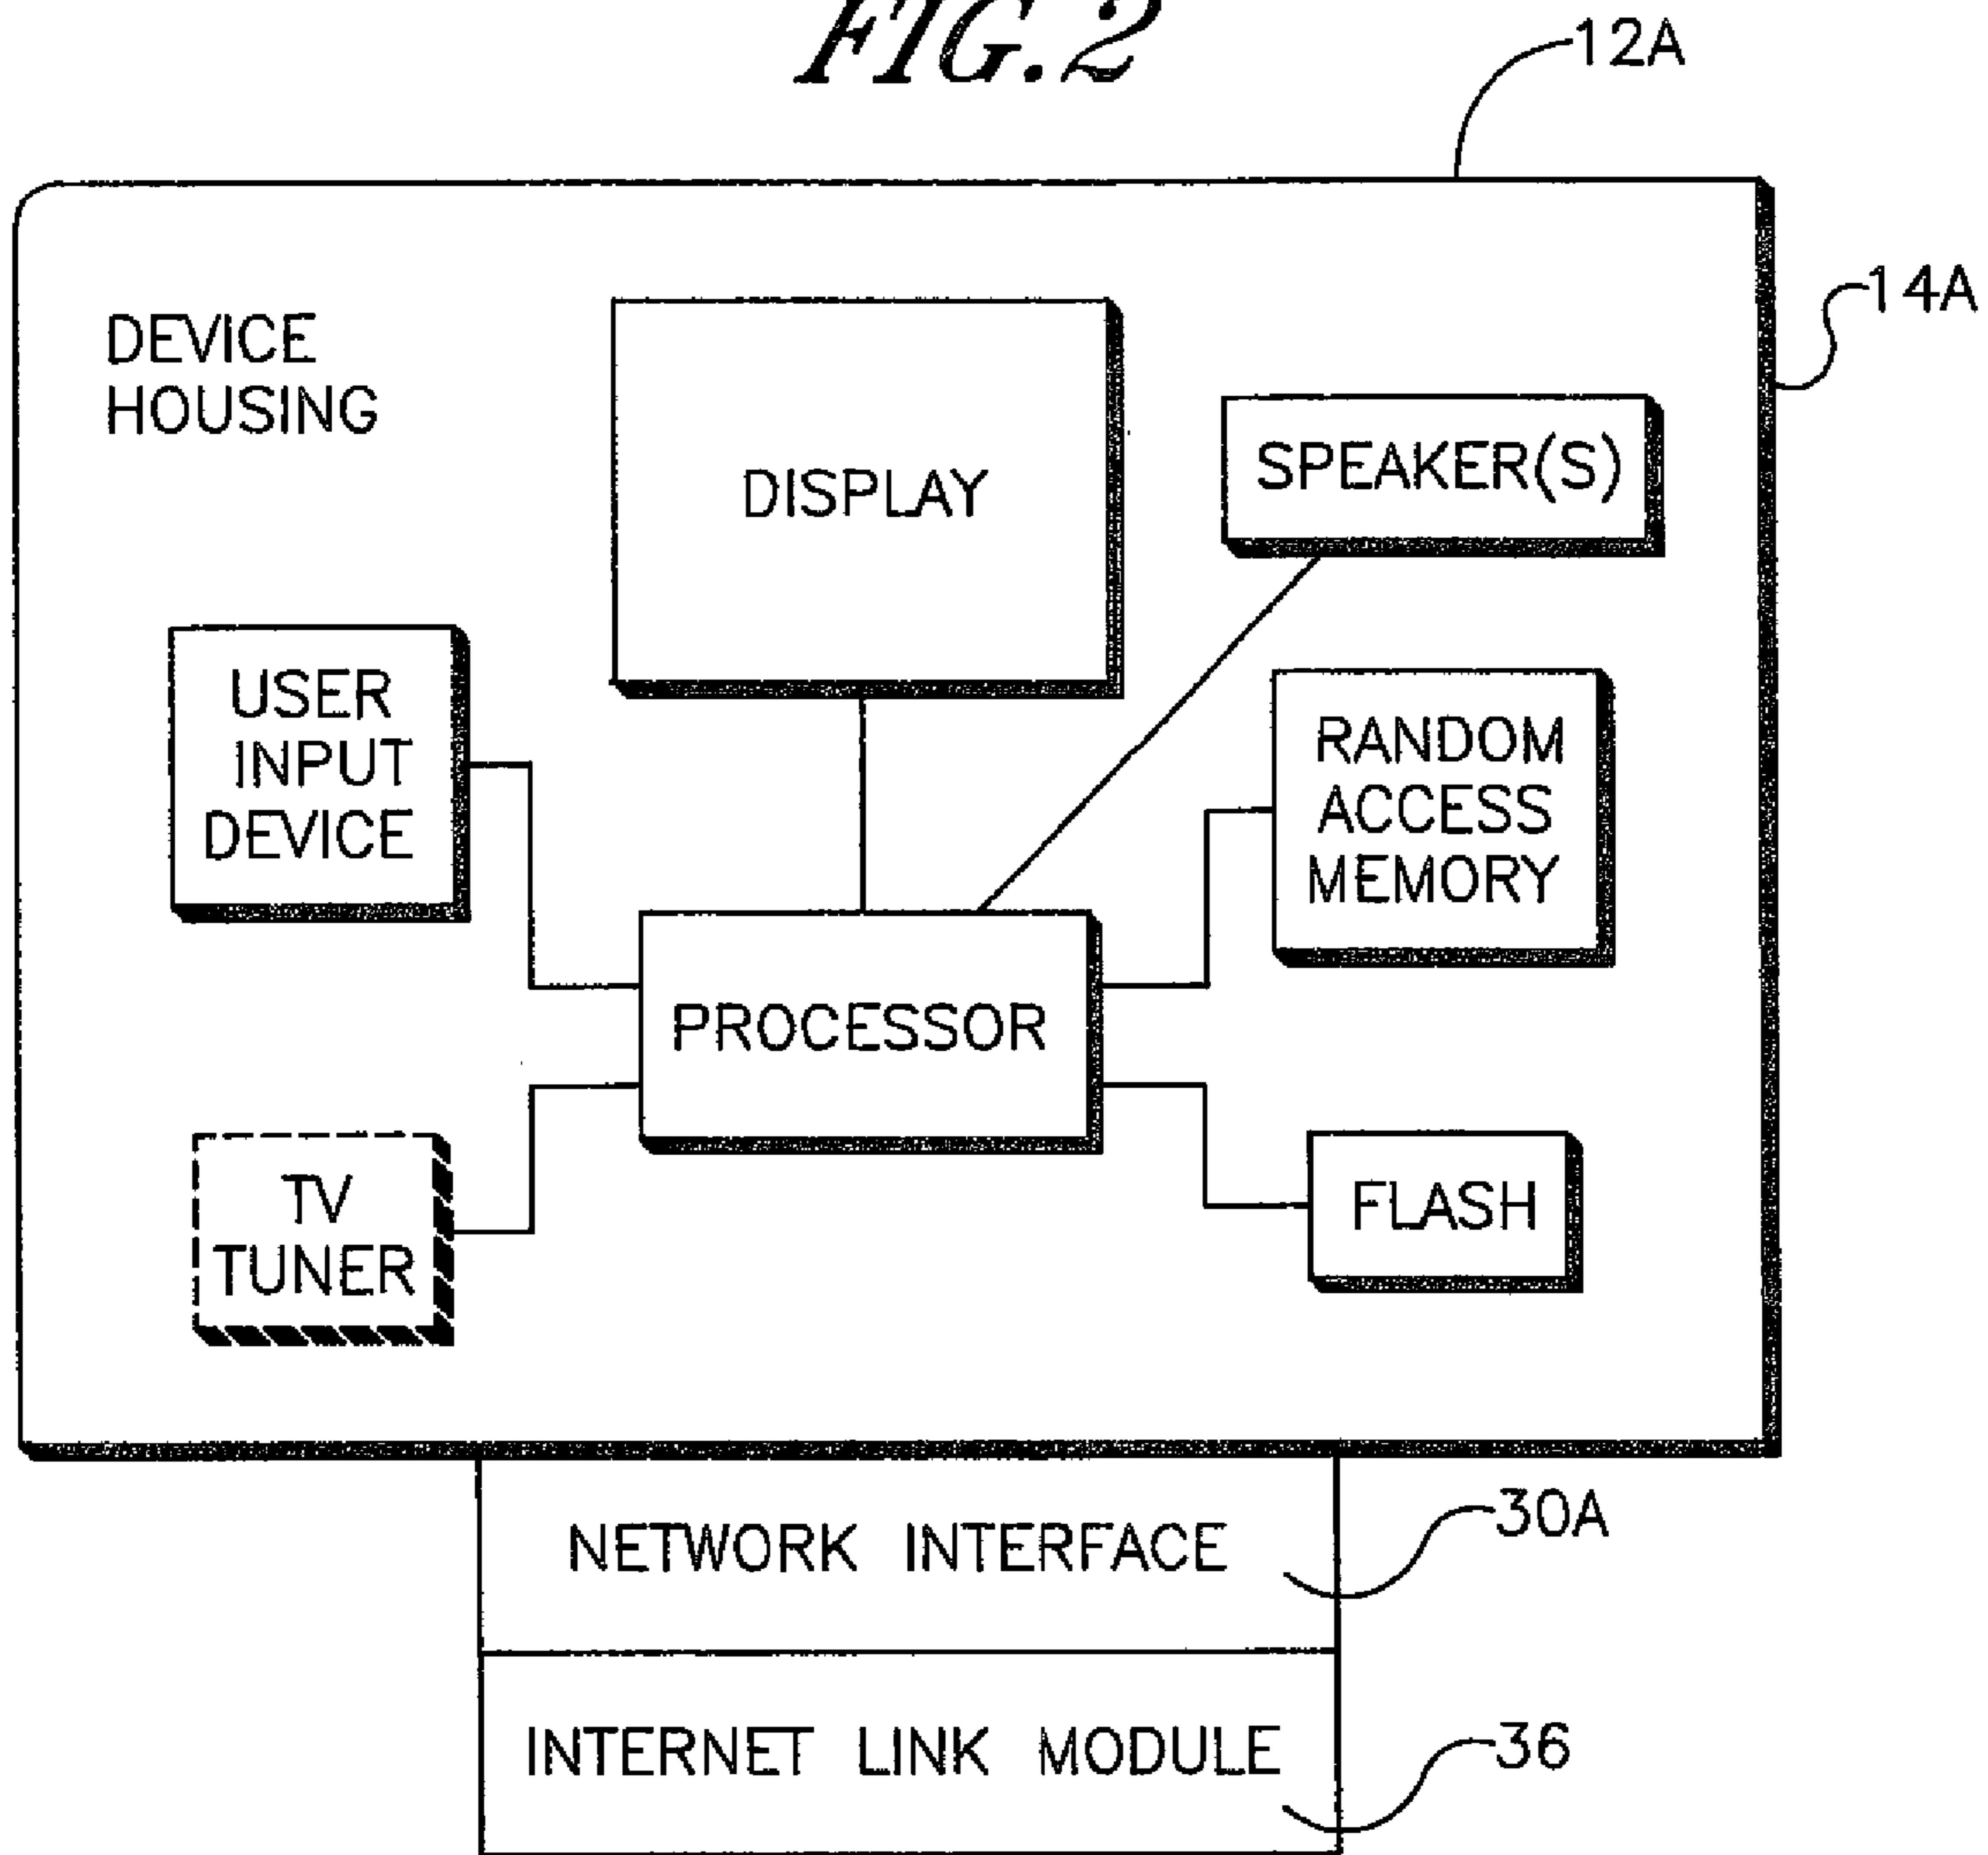 FIG. 2
12A
14A
DEVICE
HOUSING
DISPLAY
SPEAKER(S)
USER
INPUT
DEVICE
RANDOM
ACCESS
MEMORY
PROCESSOR
TV
TUNER
FLASH
NETWORK INTERFACE
30A
INTERNET LINK MODULE
36